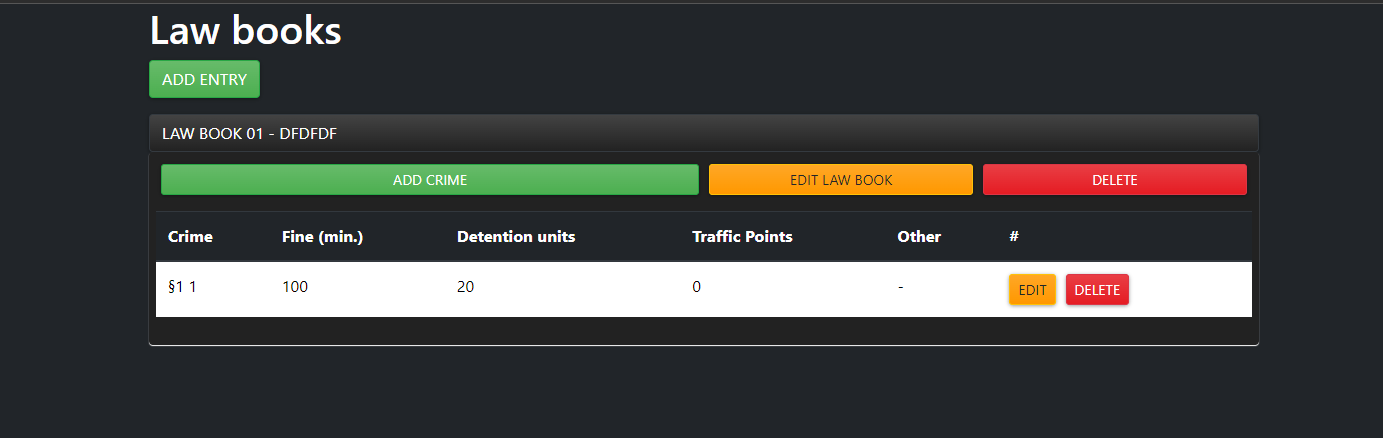 Law books
ADD ENTRY
LAW BOOK 01 - DFDFDF
ADD CRIME EDIT LAW BOOK DELETE
Crime Fine (min.) Detention units Traffic Points Other #
§1 1 100 20 0 - EDIT DELETE